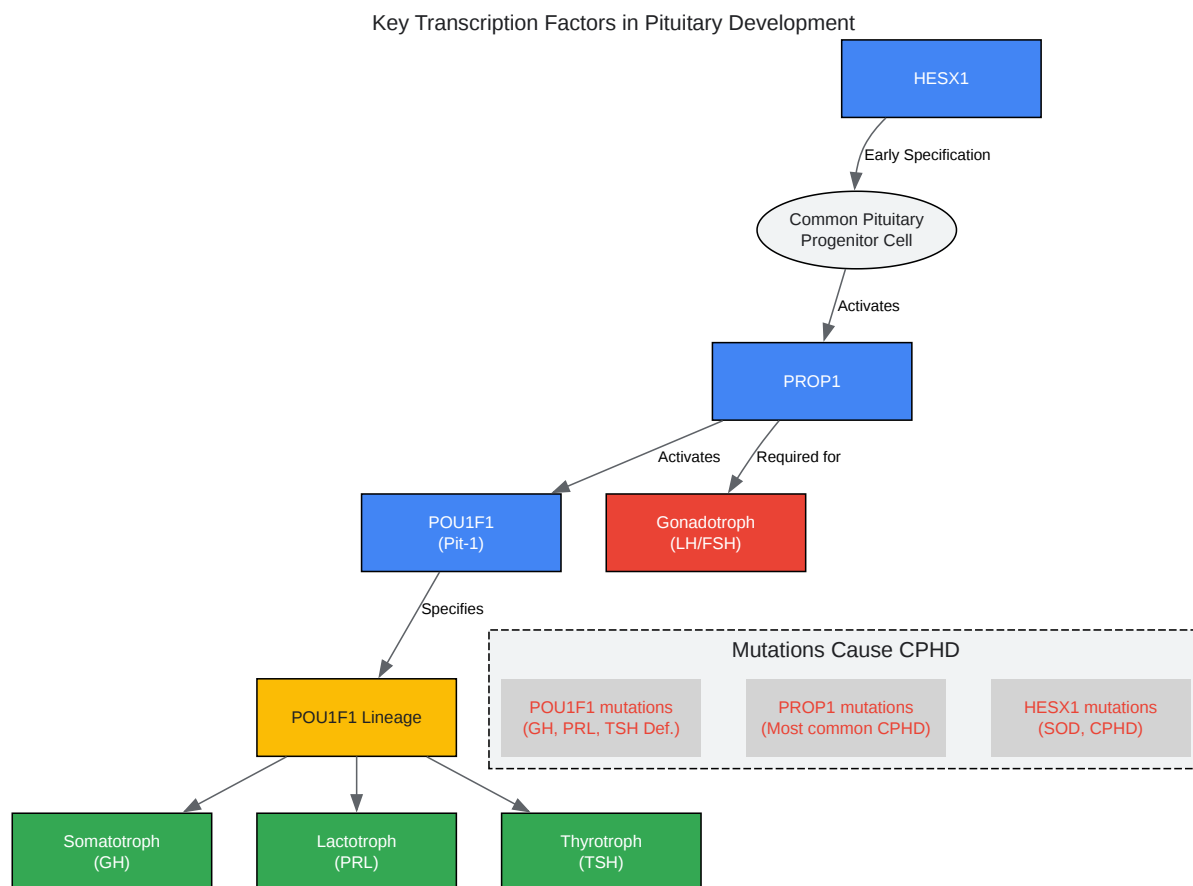 Key Transcription Factors in Pituitary Development
HESX1
Early Specification
Common Pituitary
Progenitor Cell
Activates
PROP1
Activates
Required for
POU1F1
(Pit-1)
Gonadotroph
(LH/FSH)
Specifies
Mutations Cause CPHD
POU1F1 mutations
(GH, PRL, TSH Def.)
PROP1 mutations
(Most common CPHD)
HESX1 mutations
(SOD, CPHD)
POU1F1 Lineage
Somatotroph
(GH)
Lactotroph
(PRL)
Thyrotroph
(TSH)